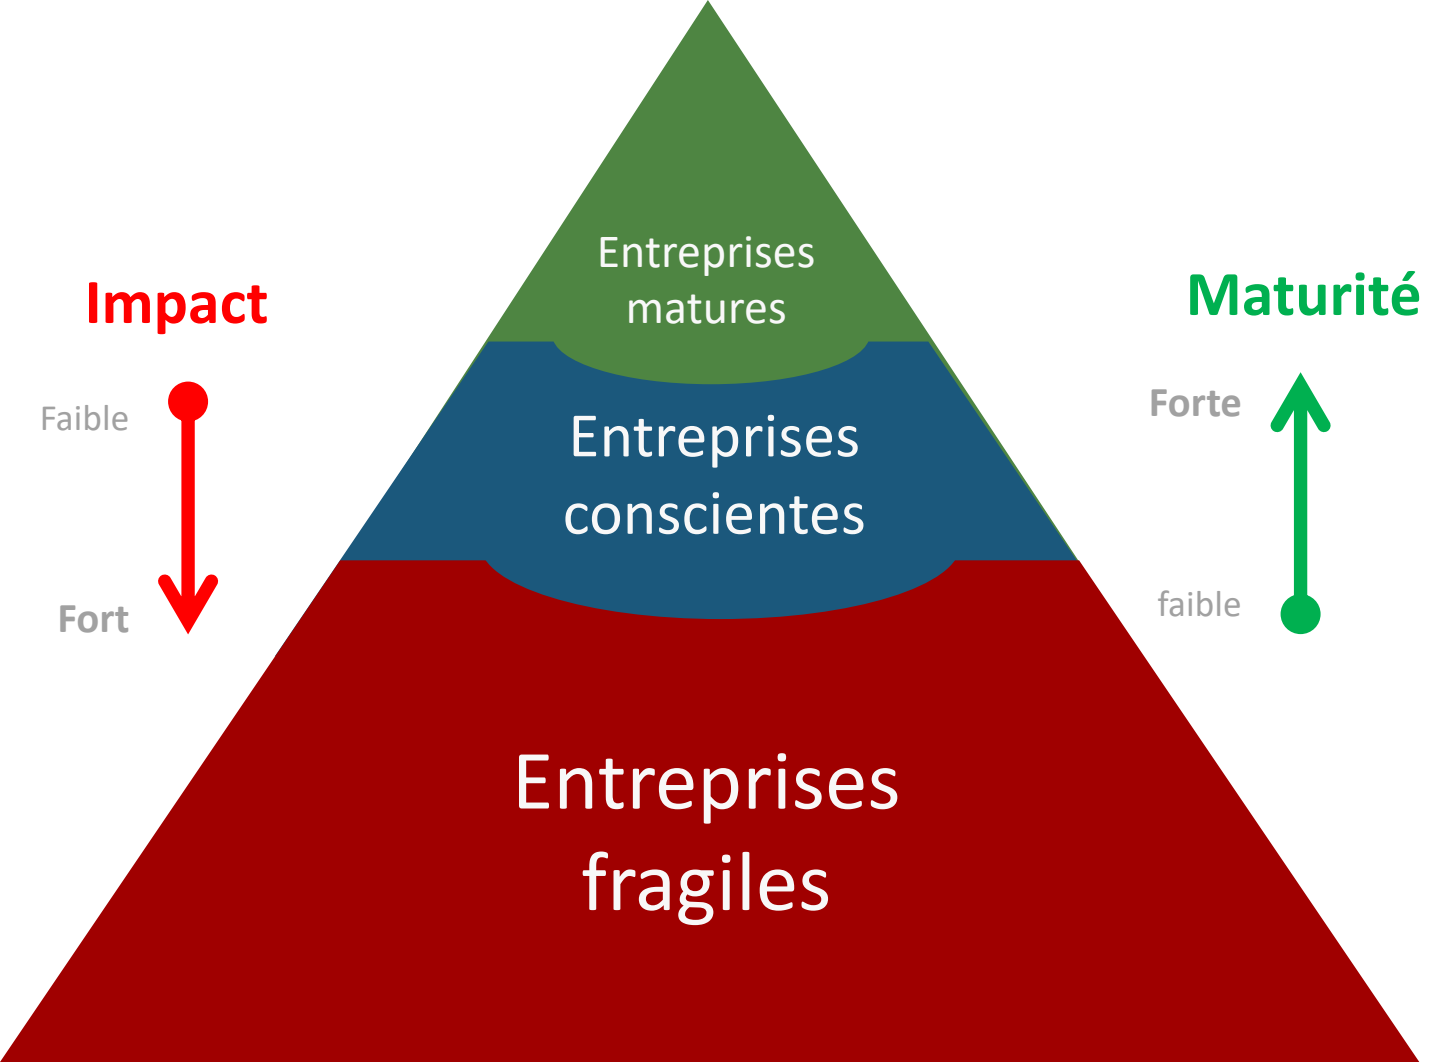 Entreprises
matures
Impact
Maturité
Faible
Forte
Entreprises
conscientes
Fort
faible
Entreprises
fragiles